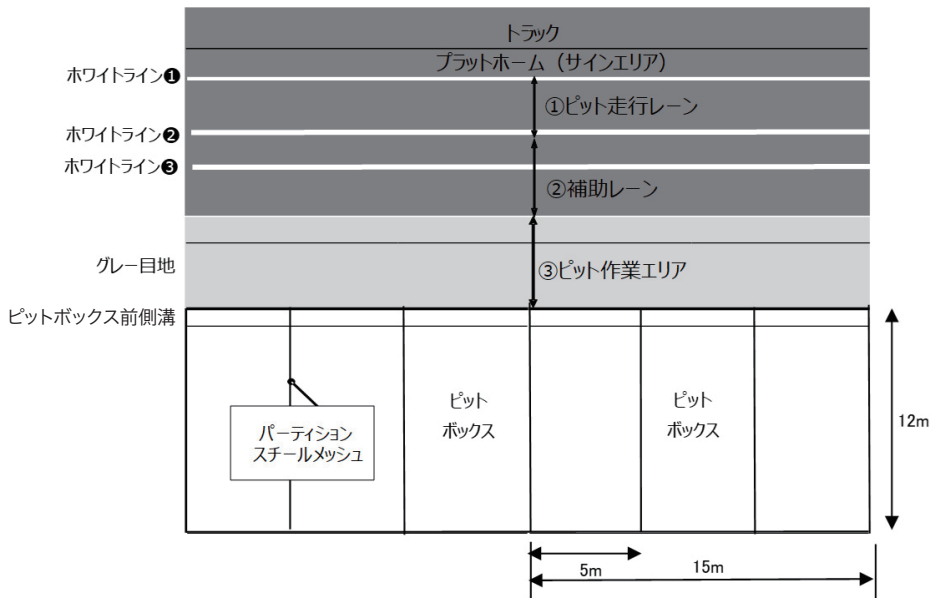 トラック
プラットホーム（サインエリア）
ホワイトライン❶
①ピット走行レーン
ホワイトライン❷
ホワイトライン❸
②補助レーン
グレー目地
③ピット作業エリア
ピットボックス前側溝
ピット
ボックス
ピット
ボックス
パーティション
スチールメッシュ
12m
5m
15m